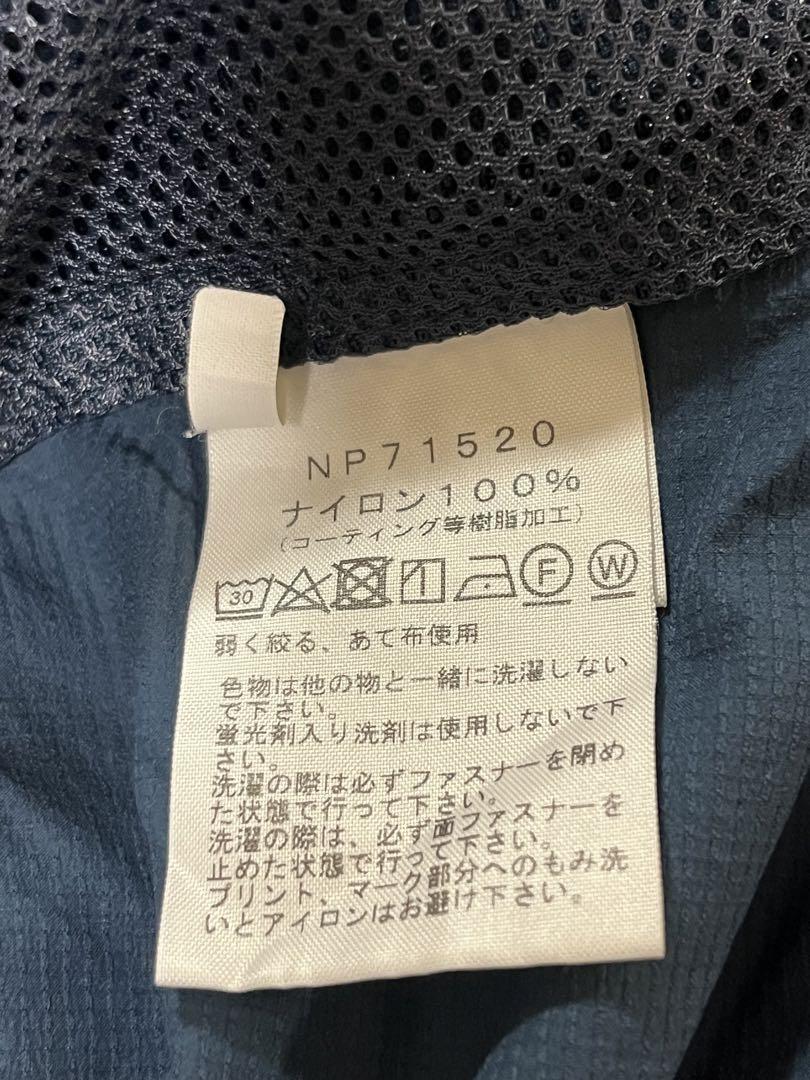 NP71520
ナイロン100%
(コーティング等樹脂加工)
30 F W
弱く絞る、あて布使用
色物は他の物と一緒に洗濯しない
で下さい。
蛍光剤入り洗剤は使用しないで下
さい。
洗濯の際は必ずファスナーを閉め
た状態で行って下さい。
洗濯の際は、必ず面ファスナーを
止めた状態で行って下さい。
プリント、マーク部分へのもみ洗
いとアイロンはお避け下さい。